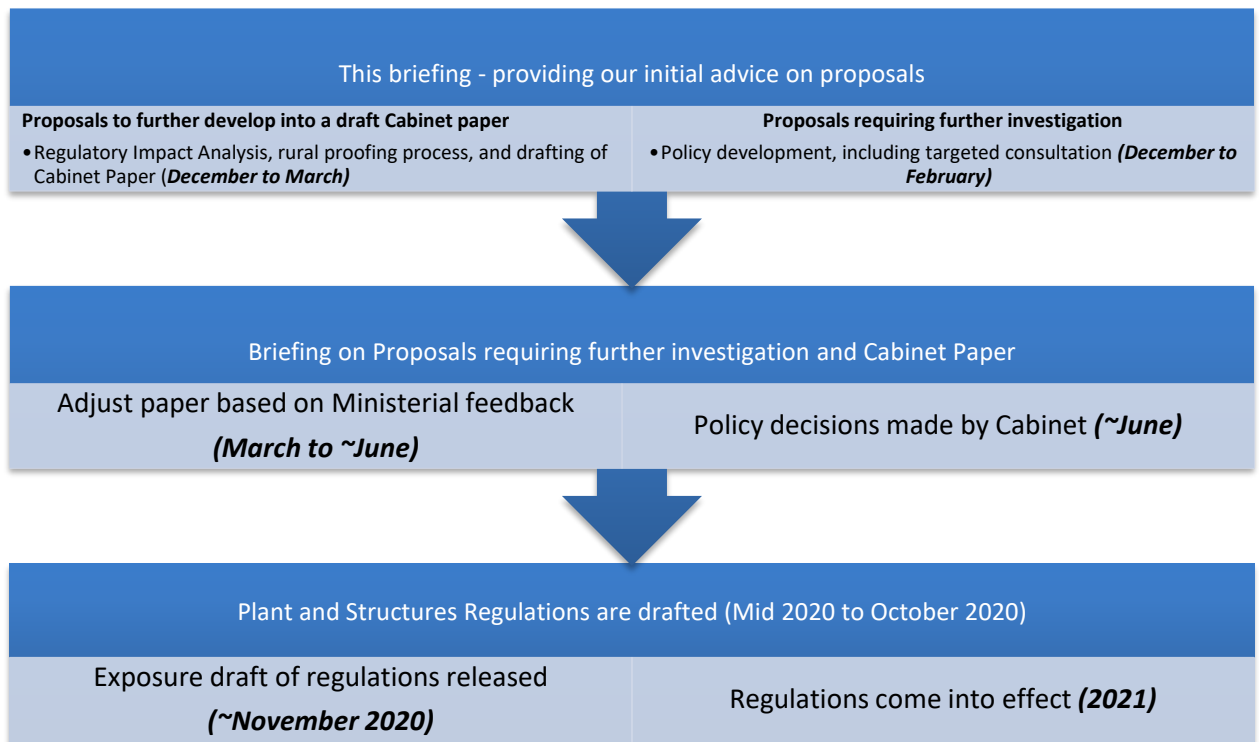 This briefing - providing our initial advice on proposals
Proposals to further develop into a draft Cabinet paper
•Regulatory Impact Analysis, rural proofing process, and drafting of
Cabinet Paper (December to March)
Proposals requiring further investigation
•Policy development, including targeted consultation (December to
February)
Briefing on Proposals requiring further investigation and Cabinet Paper
Adjust paper based on Ministerial feedback
(March to ~June)
Policy decisions made by Cabinet (~June)
Plant and Structures Regulations are drafted (Mid 2020 to October 2020)
Exposure draft of regulations released
(~November 2020)
Regulations come into effect (2021)